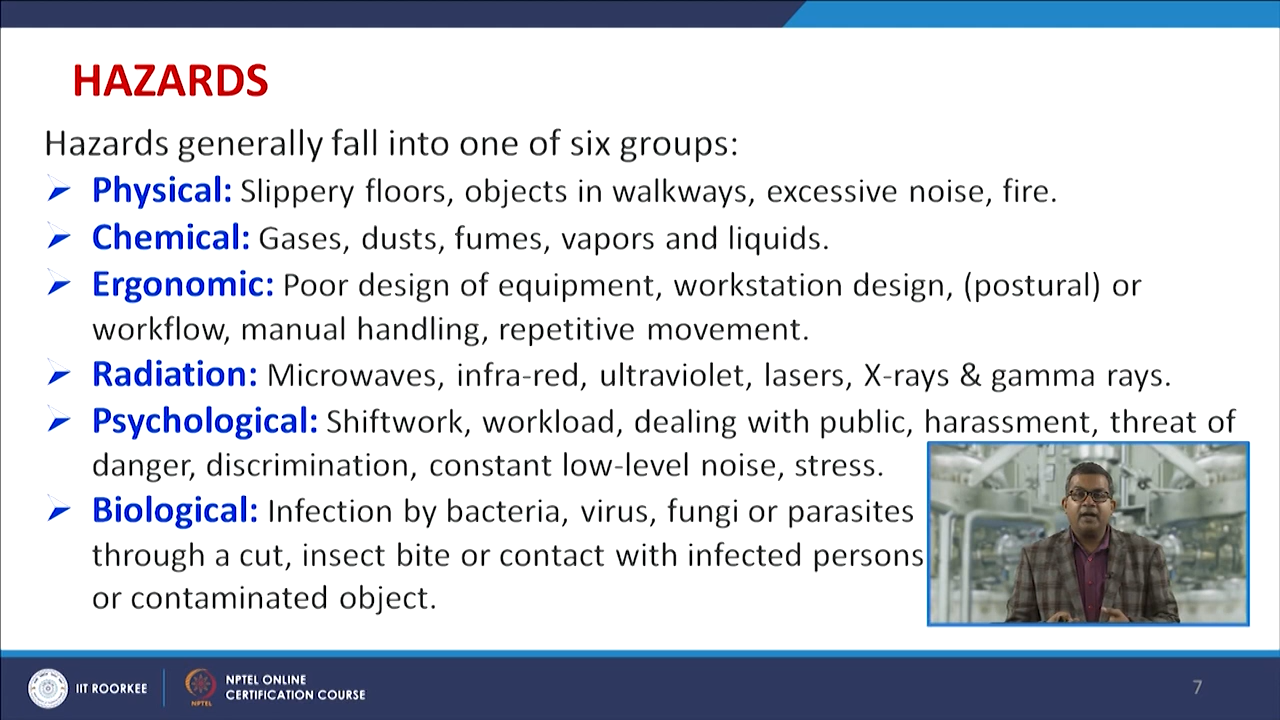 HAZARDS
Hazards generally fall into one of six groups:
Physical: Slippery floors, objects in walkways, excessive noise, fire.
Chemical: Gases, dusts, fumes, vapors and liquids.
Ergonomic: Poor design of equipment, workstation design, (postural) or
workflow, manual handling, repetitive movement.
Radiation: Microwaves, infra-red, ultraviolet, lasers, X-rays & gamma rays.
Psychological: Shiftwork, workload, dealing with public, harassment, threat of
danger, discrimination, constant low-level noise, stress.
Biological: Infection by bacteria, virus, fungi or parasites
through a cut, insect bite or contact with infected persons
or contaminated object.
IIT ROORKEE
NPTEL
NPTEL ONLINE
CERTIFICATION COURSE
7